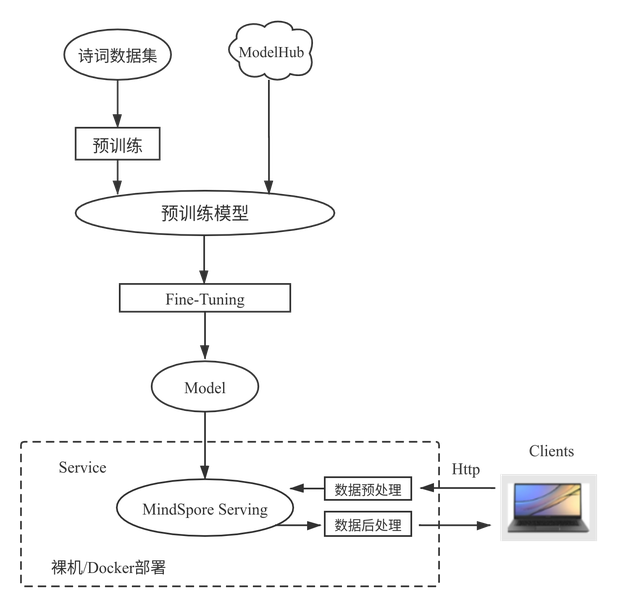 诗词数据集
ModelHub
预训练
预训练模型
Fine-Tuning
Model
Service
Http
Clients
MindSpore Serving
数据预处理
数据后处理
裸机/Docker部署